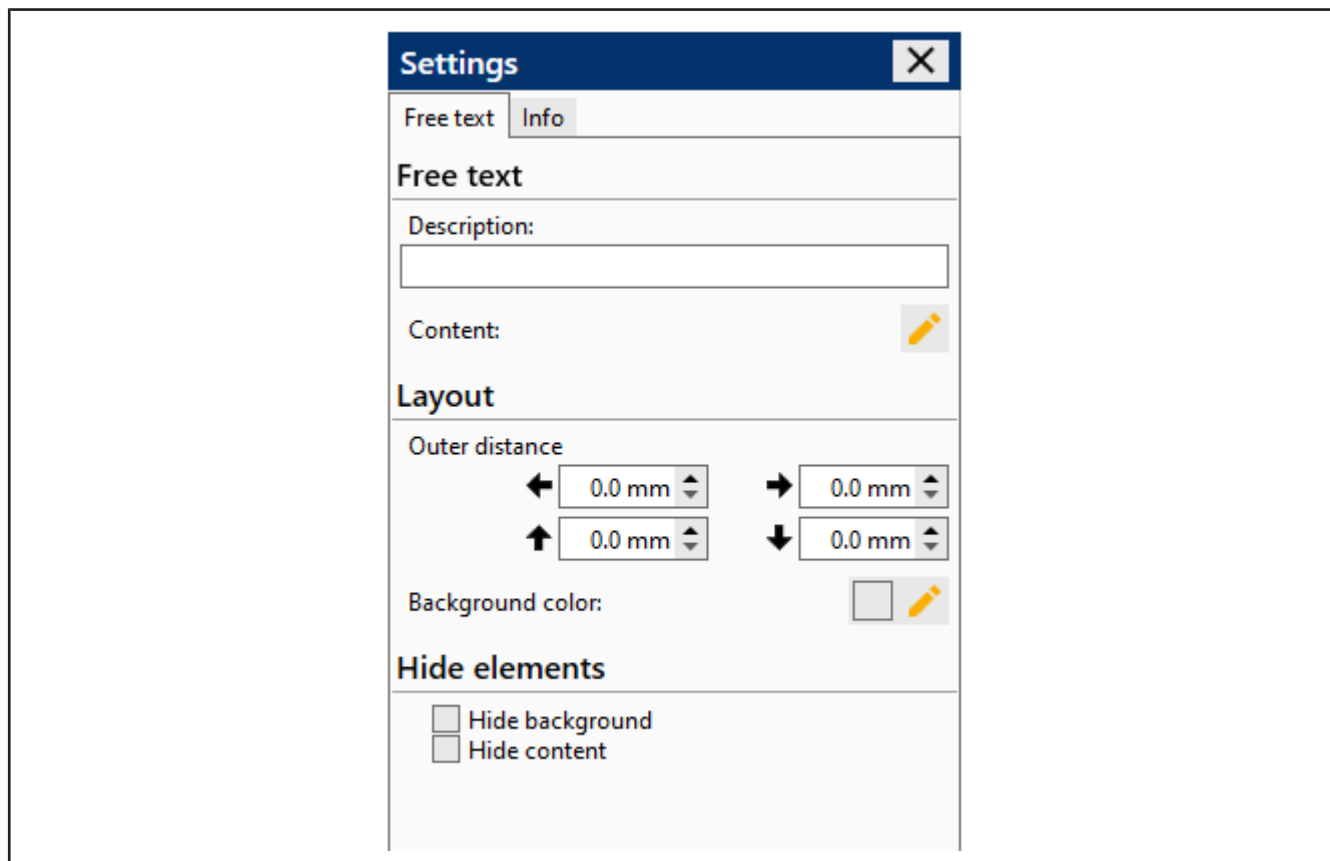 Settings
Free text Info
Free text
Description:
Content:
Layout
Outer distance
0.0 mm 0.0 mm
0.0 mm 0.0 mm
Background color:
Hide elements
Hide background
Hide content